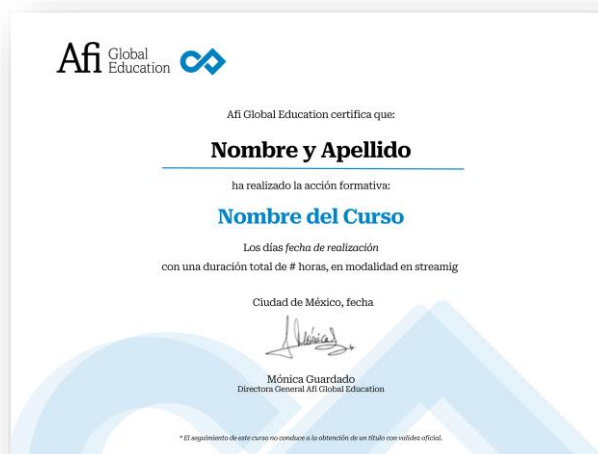 Afi Global
Education
Afi Global Education certifica que:
Nombre y Apellido
ha realizado la acción formativa:
Nombre del Curso
Los días fecha de realización
con una duración total de # horas, en modalidad en streamig
Ciudad de México, fecha
Mónica
Mónica Guardado
Directora General Afi Global Education
* El seguimiento de este curso no conduce a la obtención de un título con validez oficial.